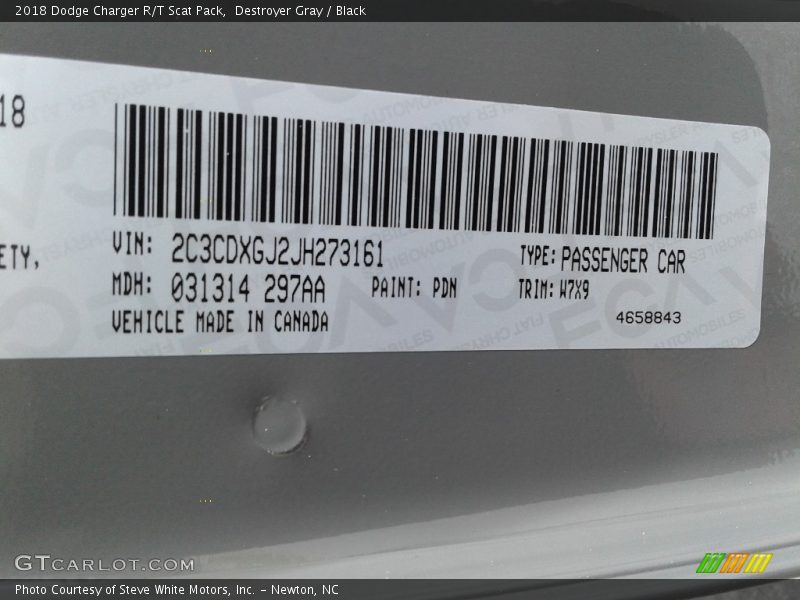 2018 Dodge Charger R/T Scat Pack, Destroyer Gray / Black
18
ETY,
VIN: 2C3CDXGJ2JH273161
TYPE: PASSENGER CAR
MDH: 031314 297AA
PAINT: PDN
TRIM: W7X9
VEHICLE MADE IN CANADA
4658843
GTCARLOT.COM
Photo Courtesy of Steve White Motors, Inc. – Newton, NC